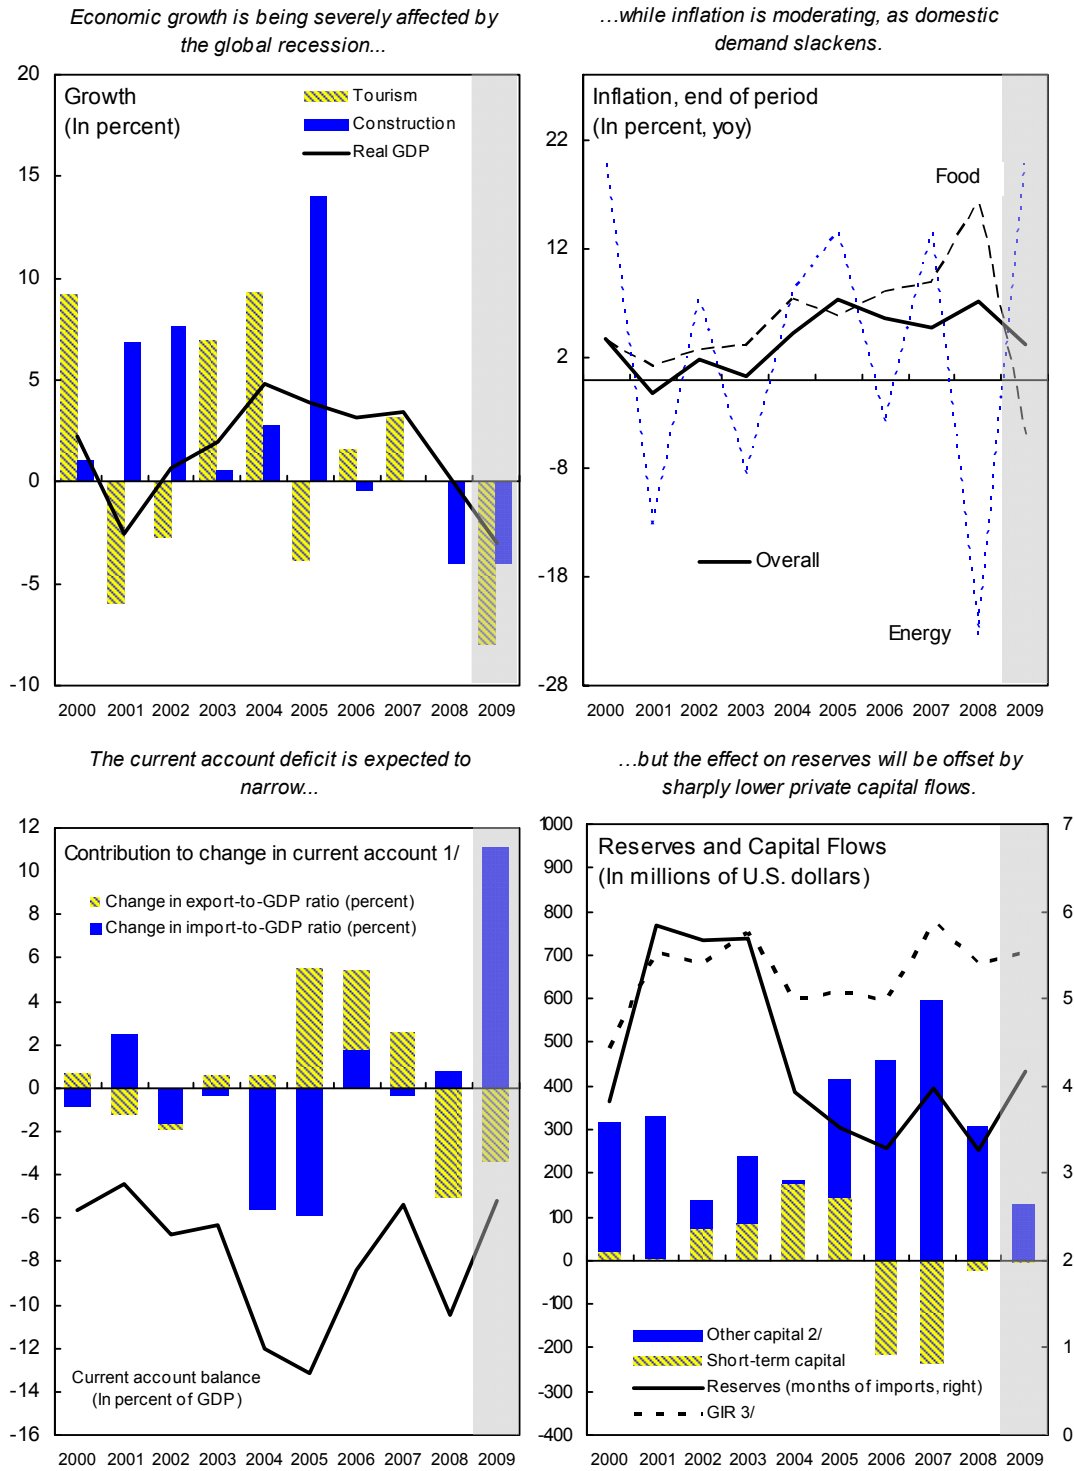 Economic growth is being severely affected by
the global recession...
20
15
10
5
0
-5
-10
Growth
(In percent)
Tourism
Construction
Real GDP
2000 2001 2002 2003 2004 2005 2006 2007 2008 2009
...while inflation is moderating, as domestic
demand slackens.
22
12
2
-8
-18
-28
Inflation, end of period
(In percent, yoy)
Food
Overall
Energy
2000 2001 2002 2003 2004 2005 2006 2007 2008 2009
The current account deficit is expected to
narrow...
12
10
8
6
4
2
0
-2
-4
-6
-8
-10
-12
-14
-16
Contribution to change in current account 1/
Change in export-to-GDP ratio (percent)
Change in import-to-GDP ratio (percent)
Current account balance
(In percent of GDP)
2000 2001 2002 2003 2004 2005 2006 2007 2008 2009
...but the effect on reserves will be offset by
sharply lower private capital flows.
1000
900
800
700
600
500
400
300
200
100
0
-100
-200
-300
-400
Reserves and Capital Flows
(In millions of U.S. dollars)
7
6
5
4
3
2
1
0
Other capital 2/
Short-term capital
Reserves (months of imports, right)
GIR 3/
2000 2001 2002 2003 2004 2005 2006 2007 2008 2009